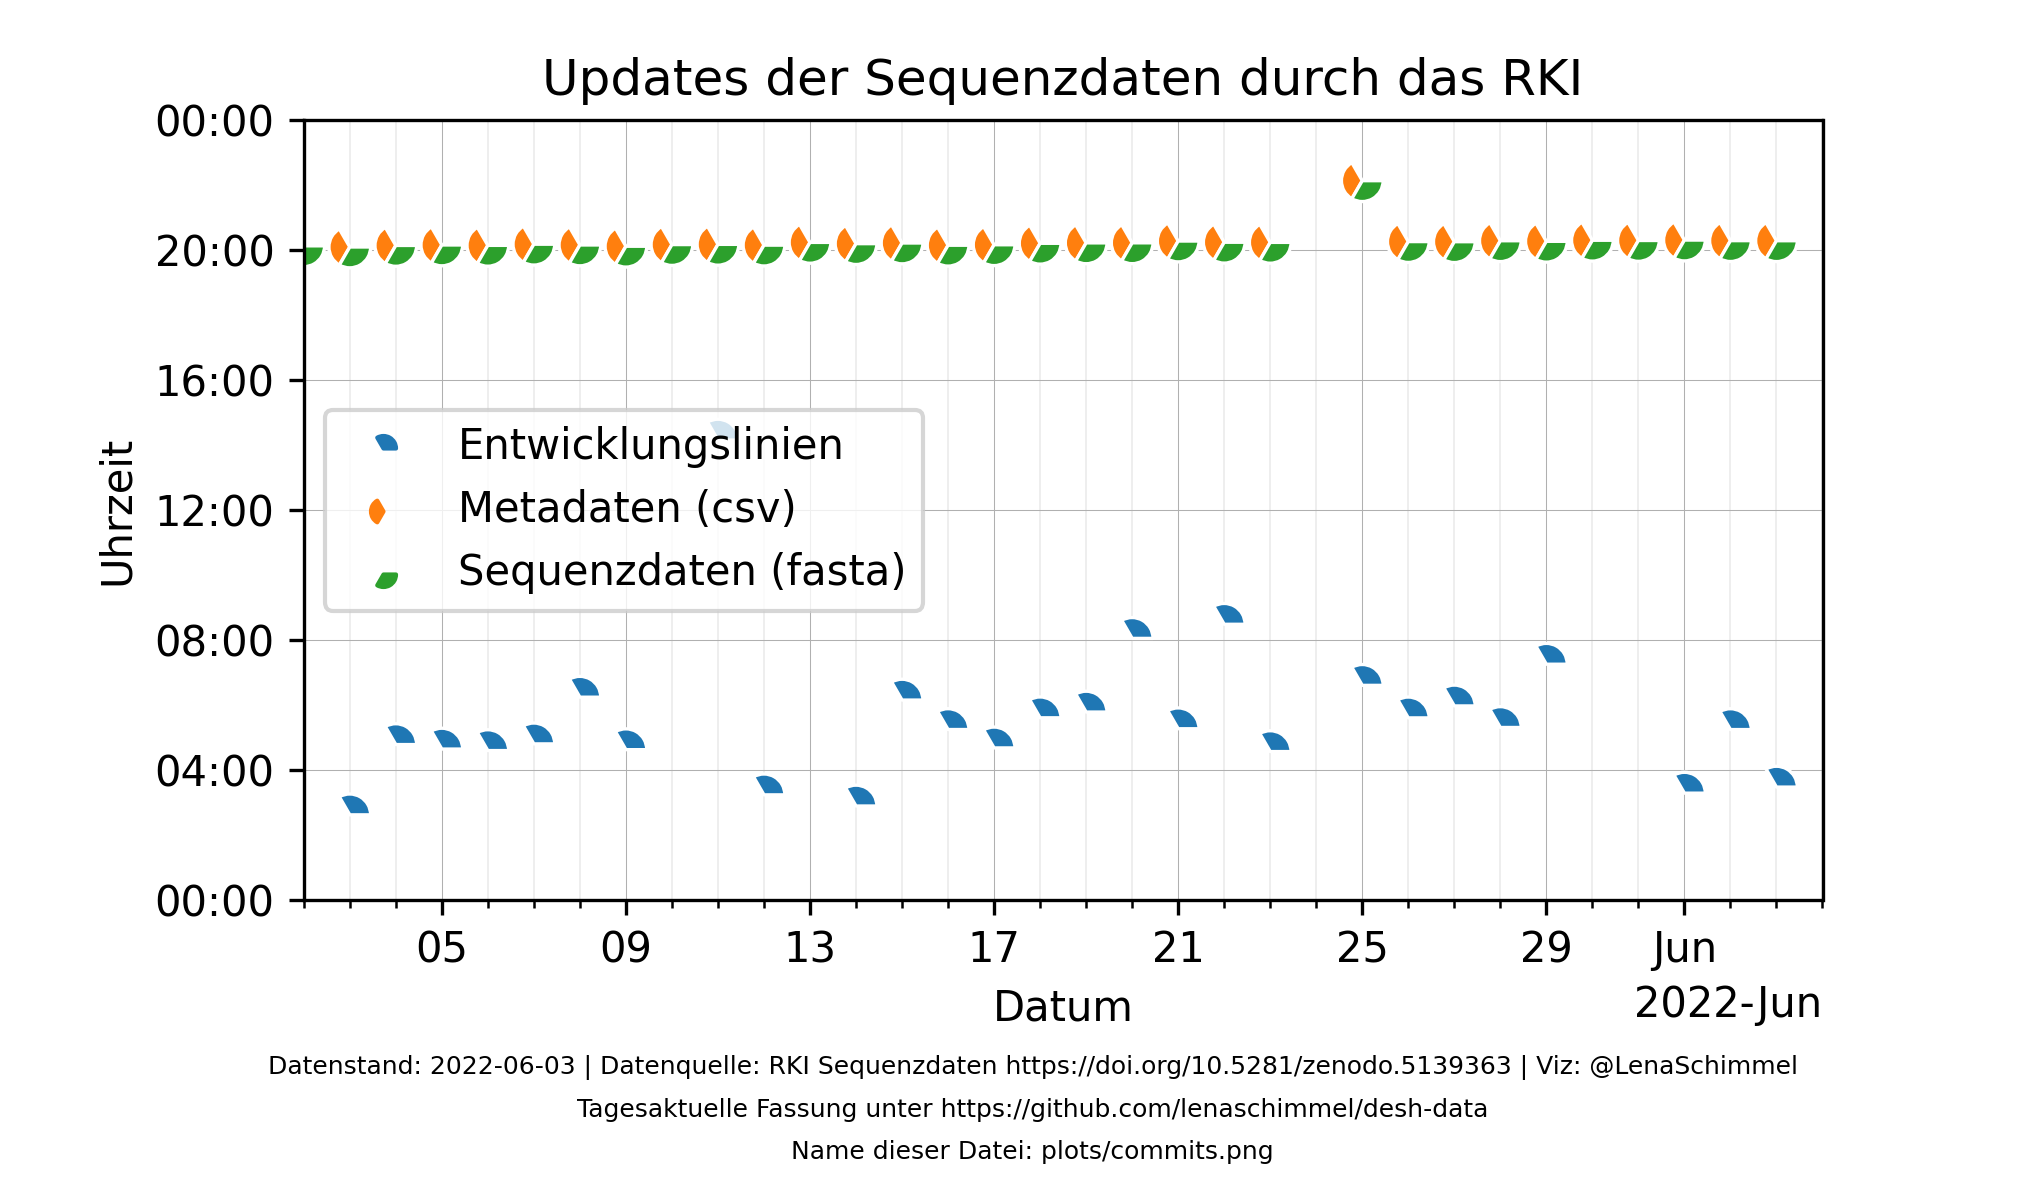 Updates der Sequenzdaten durch das RKI
00:00
20:00
16:00
12:00
08:00
04:00
00:00
Uhrzeit
Entwicklungslinien
Metadaten (csv)
Sequenzdaten (fasta)
05 09 13 17 21 25 29 Jun
2022-Jun
Datum
Datenstand: 2022-06-03 | Datenquelle: RKI Sequenzdaten https://doi.org/10.5281/zenodo.5139363 | Viz: @LenaSchimmel
Tagesaktuelle Fassung unter https://github.com/lenaschimmel/desh-data
Name dieser Datei: plots/commits.png